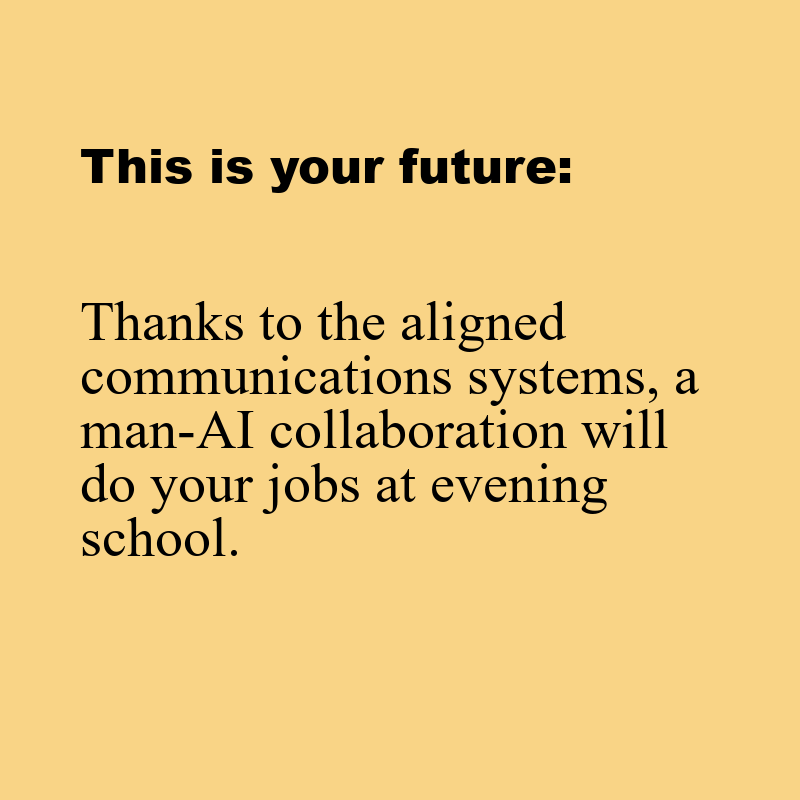 This is your future:
Thanks to the aligned
communications systems, a
man-AI collaboration will
do your jobs at evening
school.